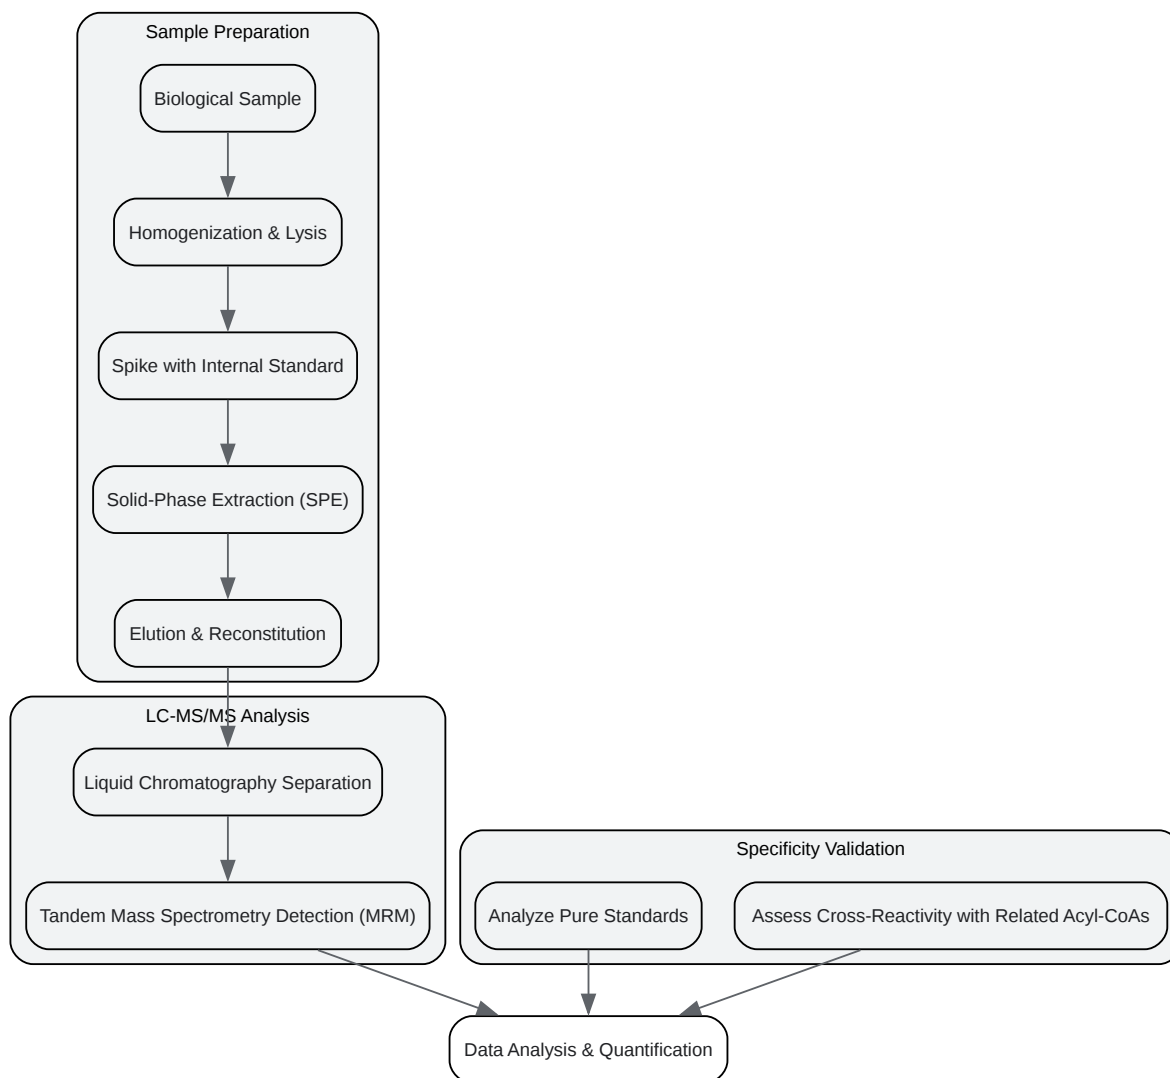 Sample Preparation
Biological Sample
Homogenization & Lysis
Spike with Internal Standard
Solid-Phase Extraction (SPE)
Elution & Reconstitution
LC-MS/MS Analysis
Liquid Chromatography Separation
Tandem Mass Spectrometry Detection (MRM)
Specificity Validation
Analyze Pure Standards
Assess Cross-Reactivity with Related Acyl-CoAs
Data Analysis & Quantification